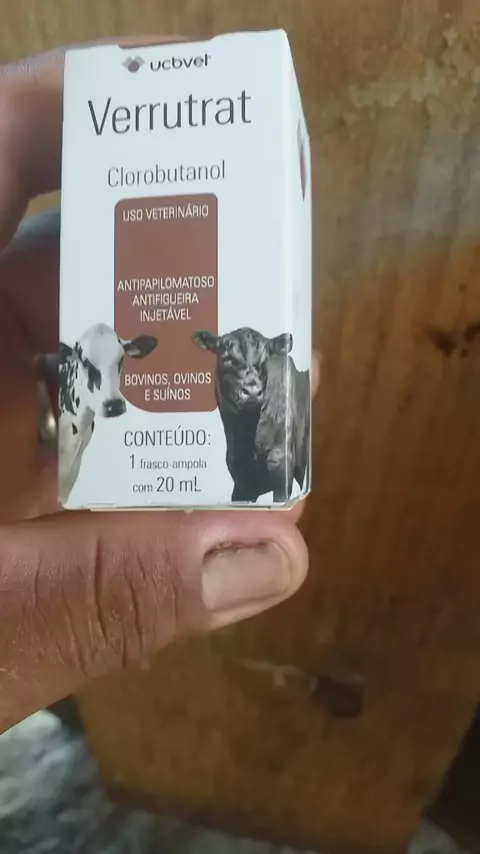 ucbvet
Verrutrat
Clorobutanol
USO VETERINÁRIO
ANTIPAPILOMATOSO
ANTIFIGUEIRA
INJETÁVEL
BOVINOS, OVINOS
E SUÍNOS
CONTEÚDO:
1 frasco-ampola
com 20 mL